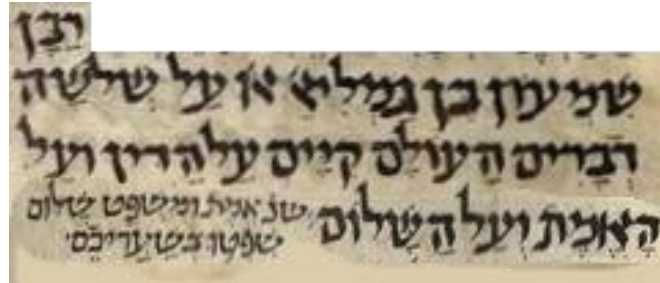 רבן
שמעון בן גמליא' או' על שלשה
דברים העולם קיים על הדין ועל
האמת ועל השלום שנ' אמת ומשפט שלום
שפטו בשעריכם·